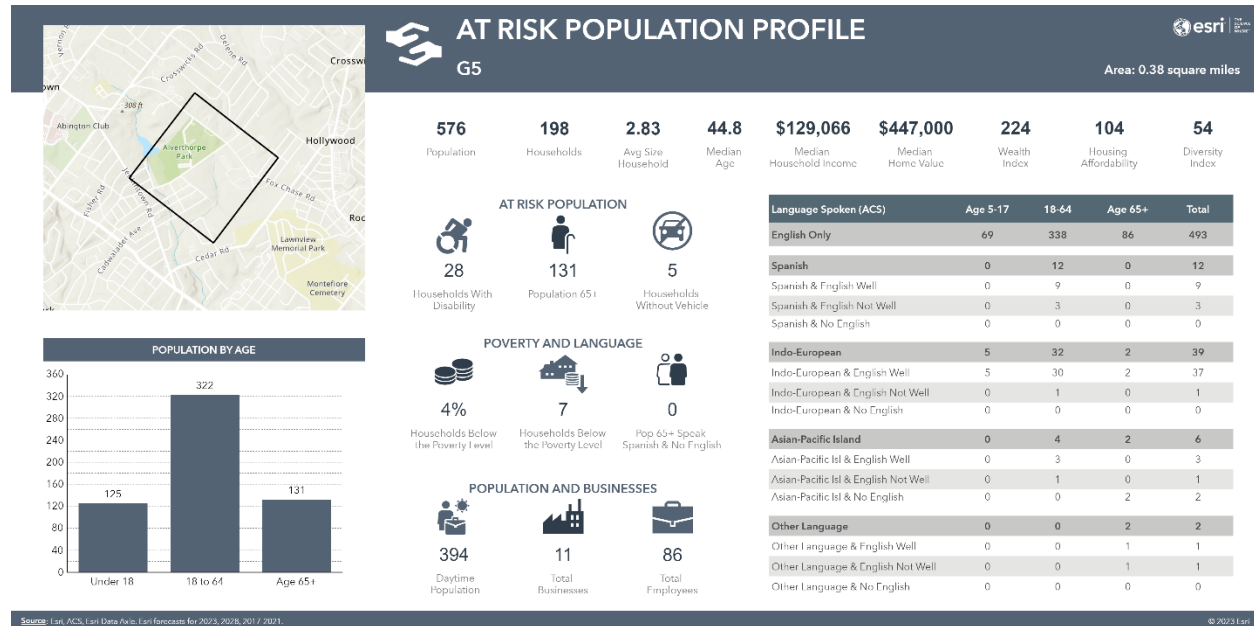 AT RISK POPULATION PROFILE
G5
esri
THE SCIENCE OF WHERE
Area: 0.38 square miles
Vernon
Crosswicks Rd
Delene Rd
Crosswi
own
308 ft
Abington Club
Alverthorpe
Park
Hollywood
Jenkintown Rd
Fox Chase Rd
Fisher Rd
Roc
Cadwalader Ave
Cedar Rd
Lawnview
Memorial Park
Montefiore
Cemetery
576
Population
198
Households
2.83
Avg Size
Household
44.8
Median
Age
$129,066
Median
Household Income
$447,000
Median
Home Value
224
Wealth
Index
104
Housing
Affordability
54
Diversity
Index
AT RISK POPULATION
28
Households With
Disability
131
Population 65+
5
Households
Without Vehicle
POVERTY AND LANGUAGE
4%
Households Below
the Poverty Level
7
Households Below
the Poverty Level
0
Pop 65+ Speak
Spanish & No English
POPULATION AND BUSINESSES
394
Daytime
Population
11
Total
Businesses
86
Total
Employees
POPULATION BY AGE
360
320
280
240
200
160
120
80
40
0
125
322
131
Under 18
18 to 64
Age 65+
Language Spoken (ACS) Age 5-17 18-64 Age 65+ Total
English Only 69 338 86 493
Spanish 0 12 0 12
Spanish & English Well 0 9 0 9
Spanish & English Not Well 0 3 0 3
Spanish & No English 0 0 0 0
Indo-European 5 32 2 39
Indo-European & English Well 5 30 2 37
Indo-European & English Not Well 0 1 0 1
Indo-European & No English 0 0 0 0
Asian-Pacific Island 0 4 2 6
Asian-Pacific Isl & English Well 0 3 0 3
Asian-Pacific Isl & English Not Well 0 1 0 1
Asian-Pacific Isl & No English 0 0 2 2
Other Language 0 0 2 2
Other Language & English Well 0 0 1 1
Other Language & English Not Well 0 0 1 1
Other Language & No English 0 0 0 0
Source: Esri, ACS, Esri-Data Axle. Esri forecasts for 2023, 2028, 2017-2021.
© 2023 Esri